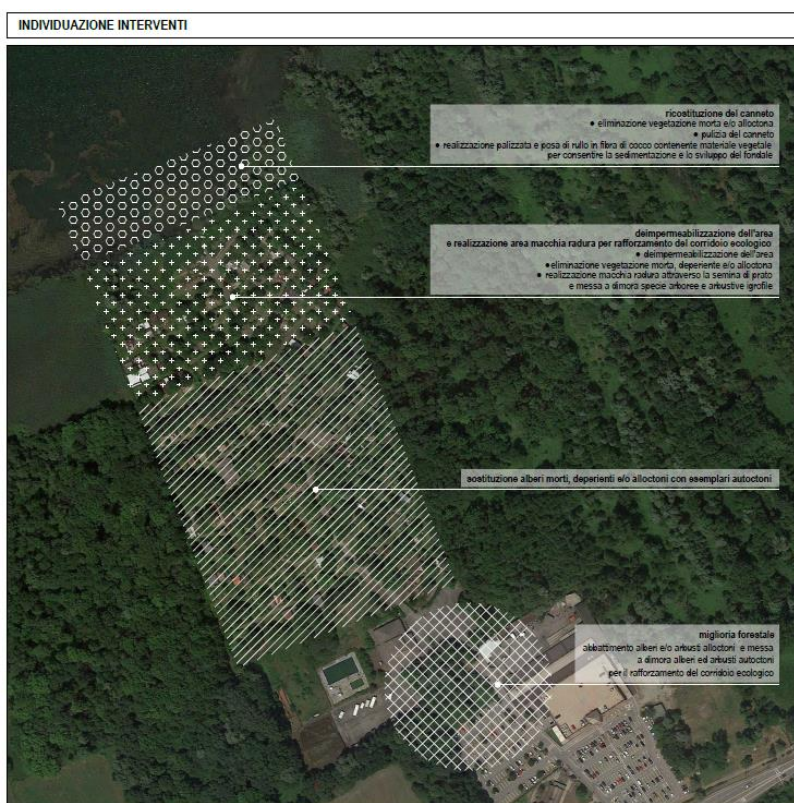 INDIVIDUAZIONE INTERVENTI
ricostituzione del canneto
• eliminazione vegetazione morta e/o alloctona
• pulizia del canneto
• realizzazione palizzata e posa di rullo in fibra di cocco contenente materiale vegetale
per consentire la sedimentazione e lo sviluppo del fondale
deimpermeabilizzazione dell'area
e realizzazione area macchia radura per rafforzamento del corridoio ecologico
• deimpermeabilizzazione dell'area
• eliminazione vegetazione morta, deperiente e/o alloctona
• realizzazione macchia radura attraverso la semina di prato
e messa a dimora specie arboree e arbustive igrofile
sostituzione alberi morti, deperienti e/o alloctoni con esemplari autoctoni
miglioria forestale
abbattimento alberi e/o arbusti alloctoni e messa
a dimora alberi ed arbusti autoctoni
per il rafforzamento del corridoio ecologico